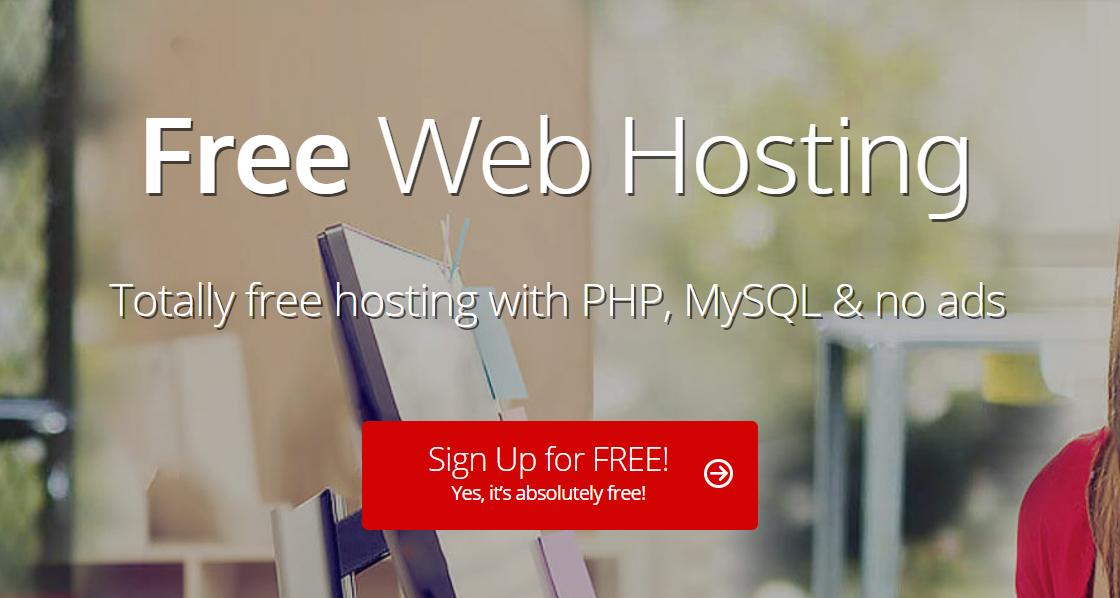 Free Web Hosting
Totally free hosting with PHP, MySQL & no ads
Sign Up for FREE!
Yes, it's absolutely free!